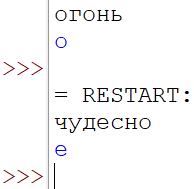 огонь
о
>>>
= RESTART:
чудесно
е
>>>